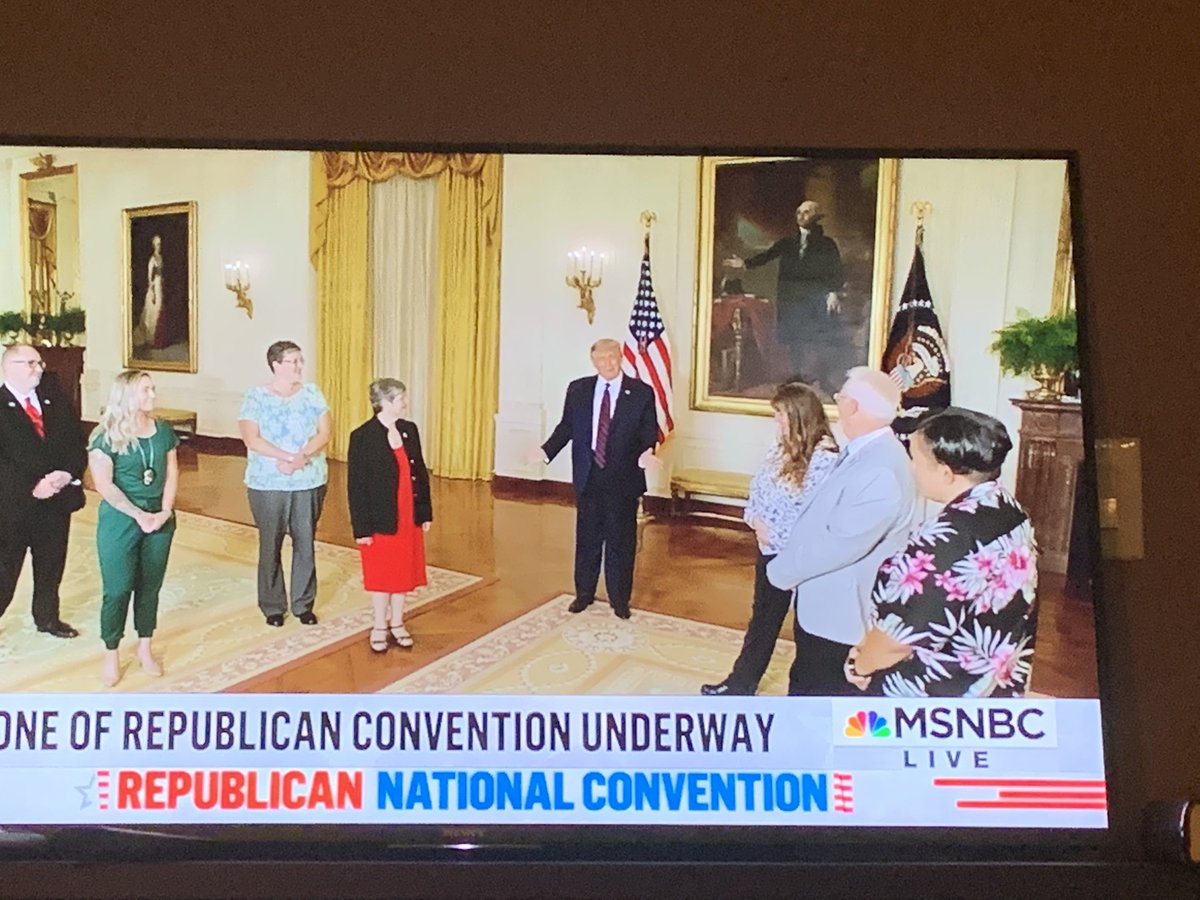 ONE OF REPUBLICAN CONVENTION UNDERWAY
MSNBC
LIVE
REPUBLICAN NATIONAL CONVENTION